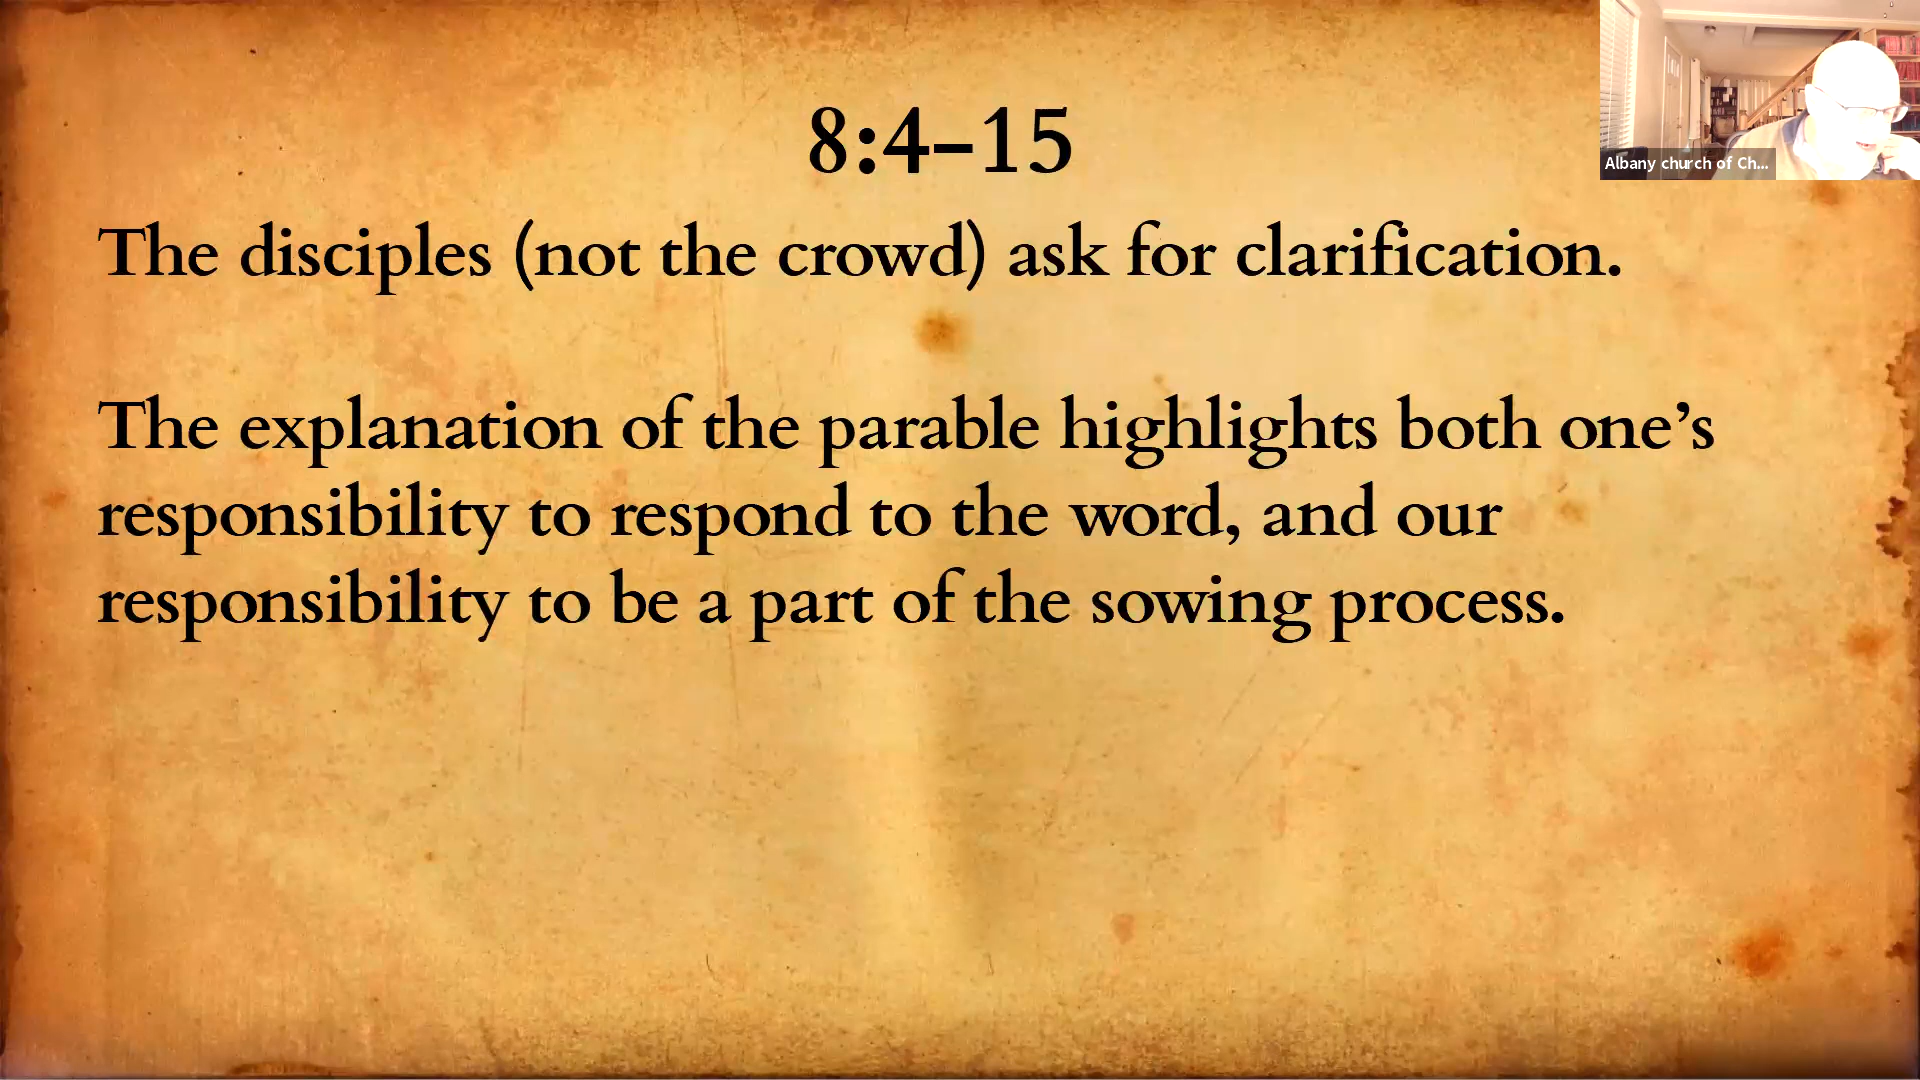 8:4–15
Albany church of Ch...
The disciples (not the crowd) ask for clarification.
The explanation of the parable highlights both one’s
responsibility to respond to the word, and our
responsibility to be a part of the sowing process.